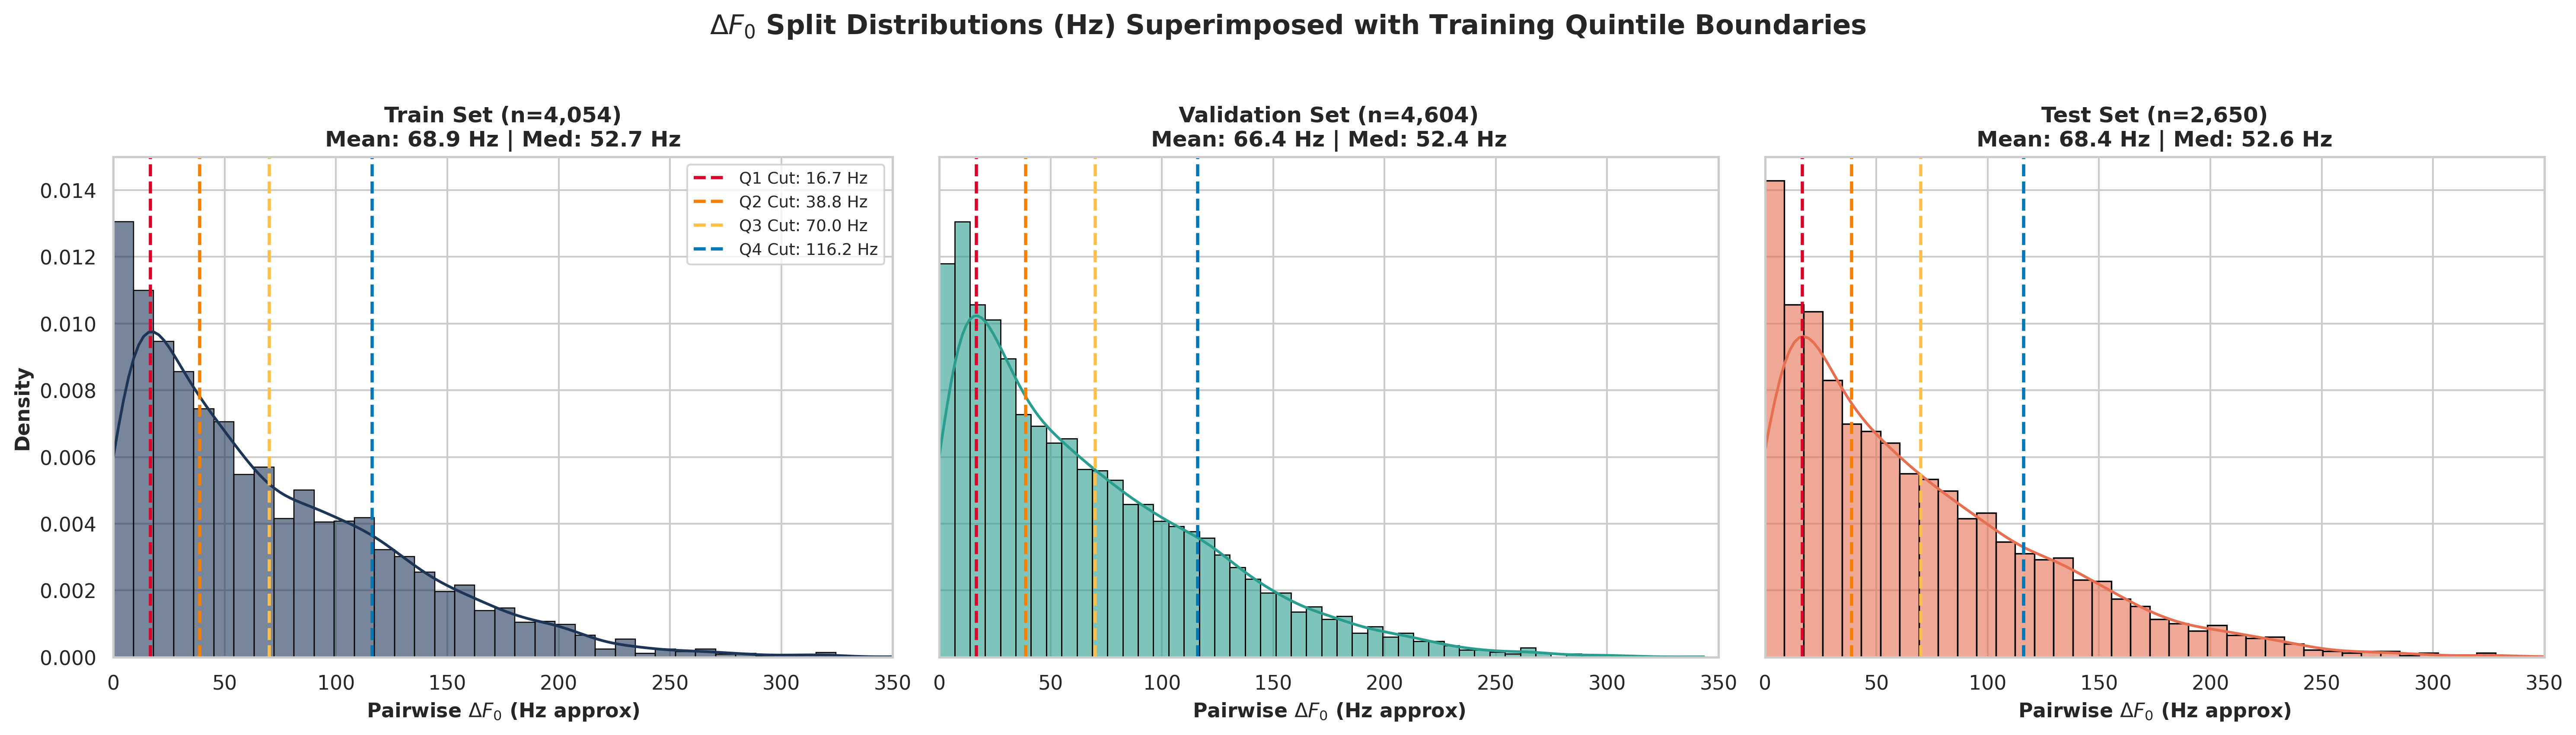 ΔF₀ Split Distributions (Hz) Superimposed with Training Quintile Boundaries
Train Set (n=4,054)
Mean: 68.9 Hz | Med: 52.7 Hz
Q1 Cut: 16.7 Hz
Q2 Cut: 38.8 Hz
Q3 Cut: 70.0 Hz
Q4 Cut: 116.2 Hz
Density
0.014
0.012
0.010
0.008
0.006
0.004
0.002
0.000
0 50 100 150 200 250 300 350
Pairwise ΔF₀ (Hz approx)
Validation Set (n=4,604)
Mean: 66.4 Hz | Med: 52.4 Hz
0 50 100 150 200 250 300 350
Pairwise ΔF₀ (Hz approx)
Test Set (n=2,650)
Mean: 68.4 Hz | Med: 52.6 Hz
0 50 100 150 200 250 300 350
Pairwise ΔF₀ (Hz approx)